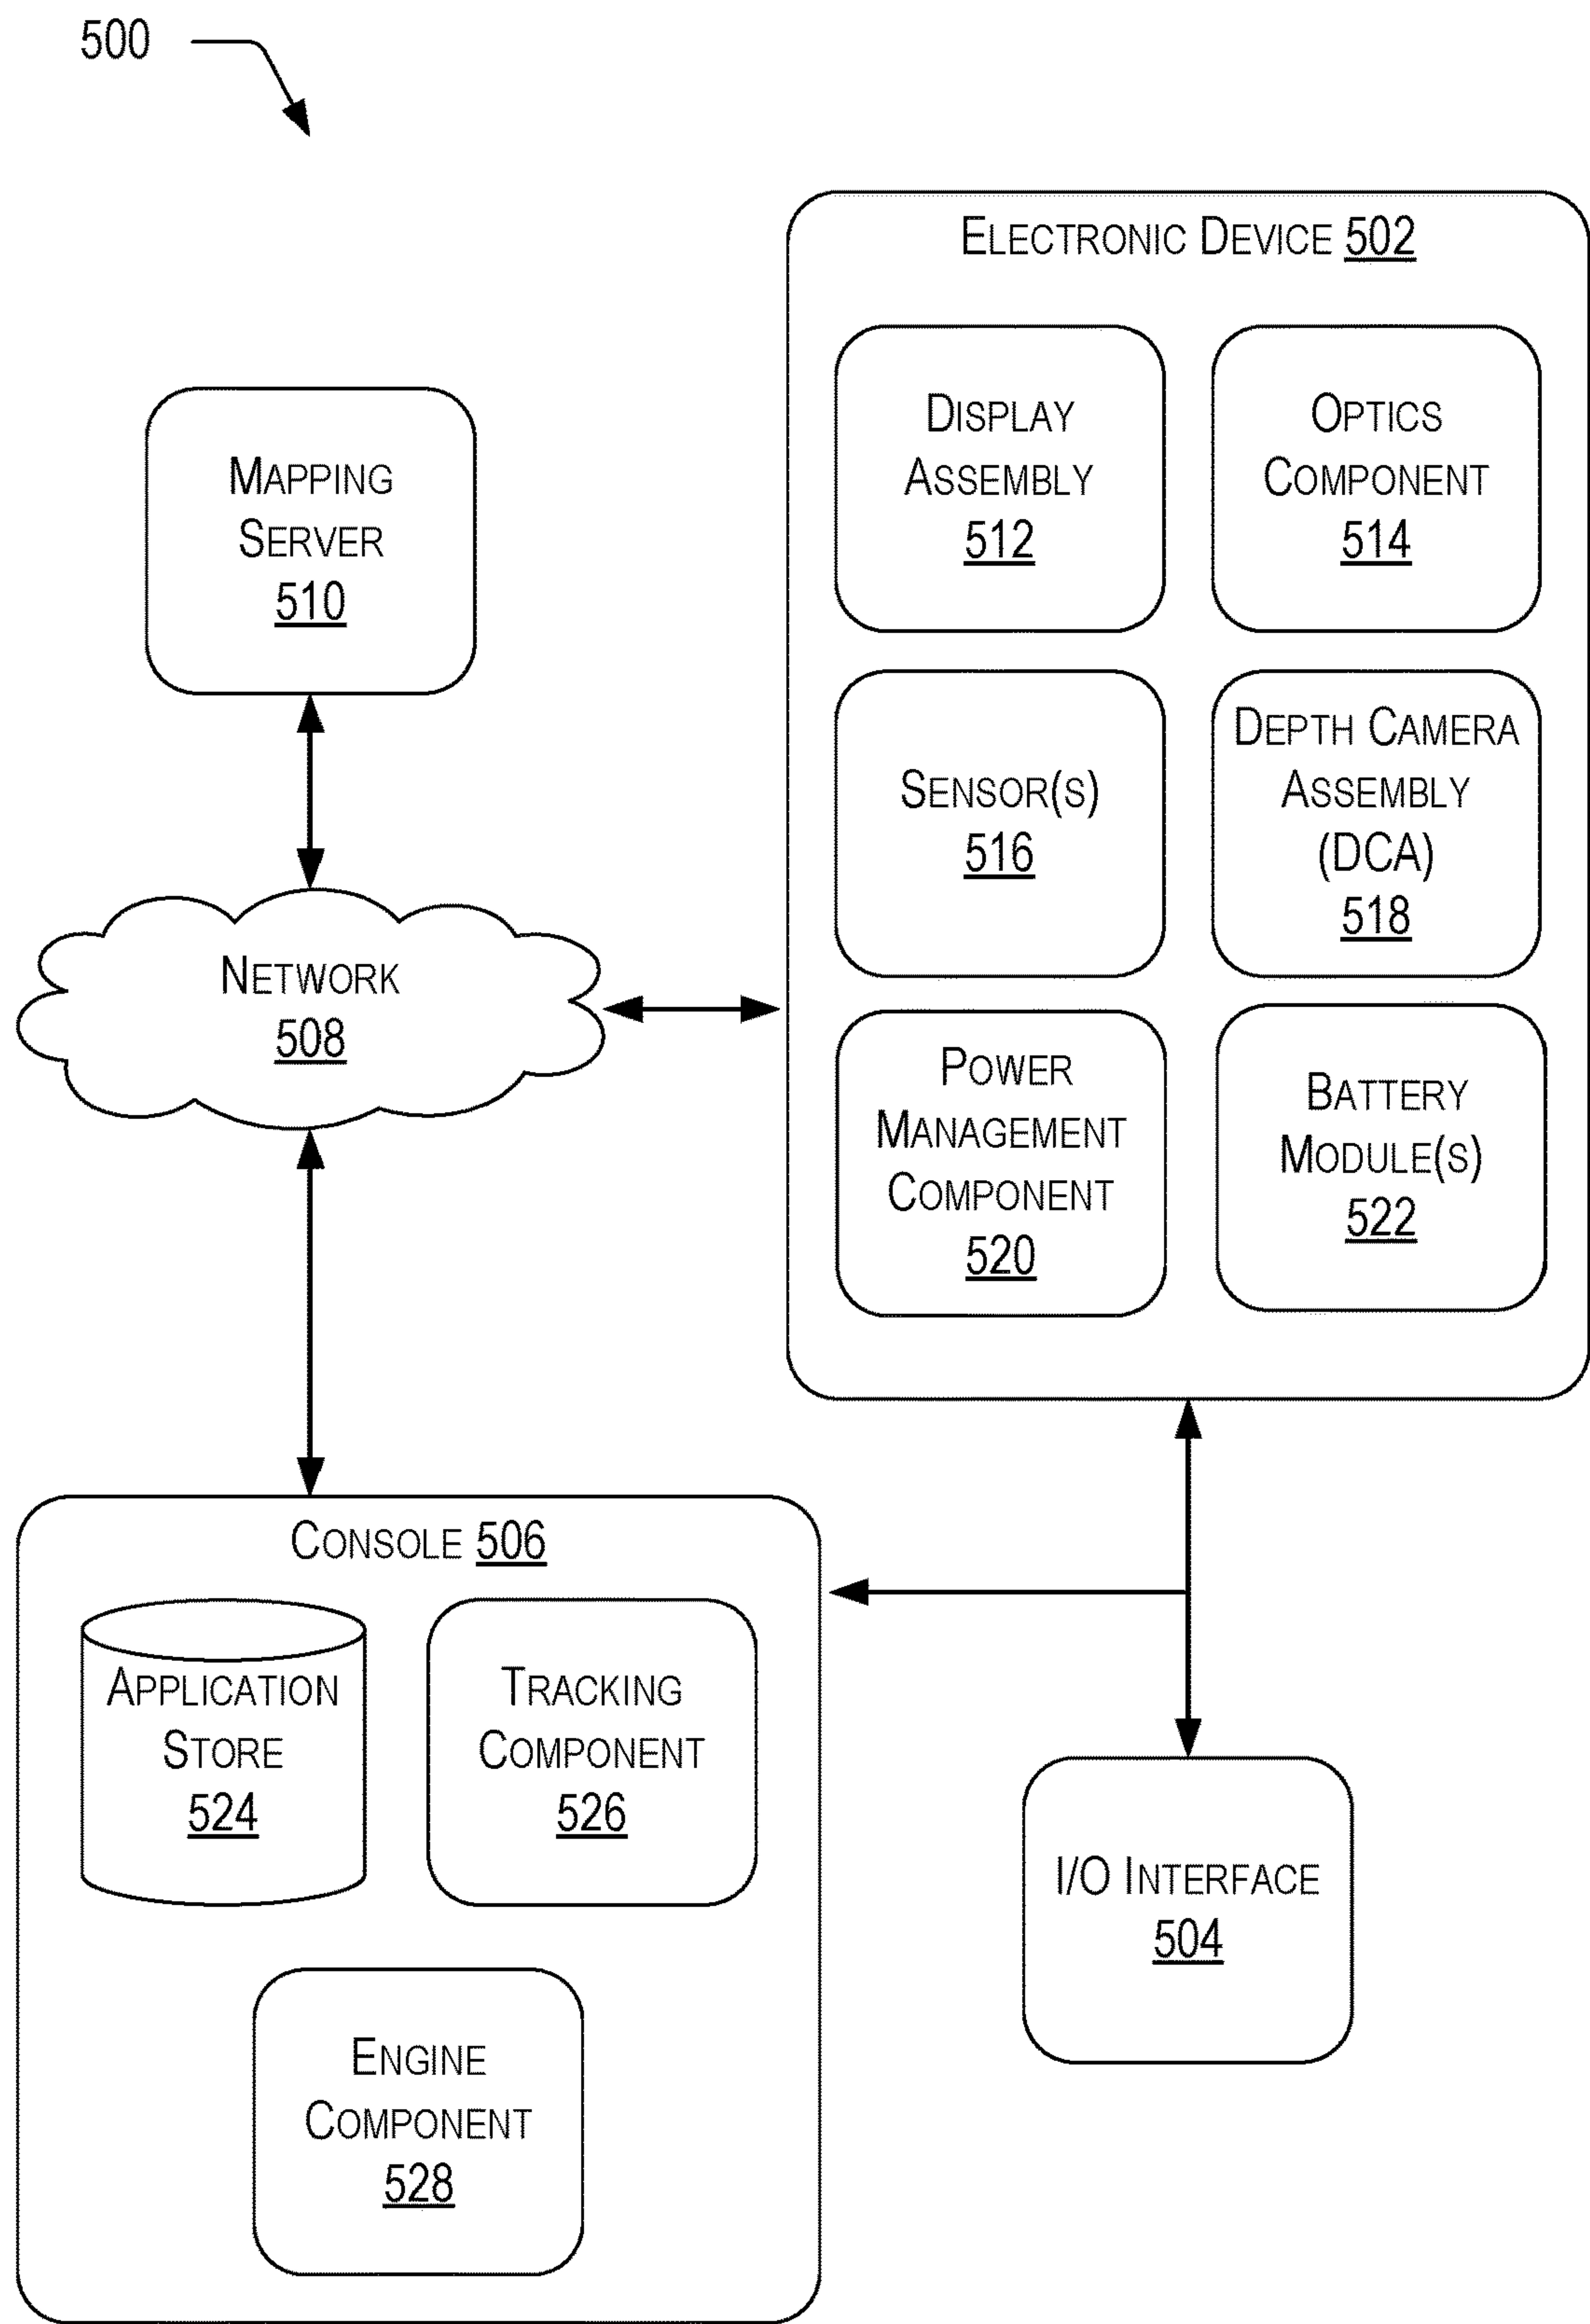 500
ELECTRONIC DEVICE 502
DISPLAY
ASSEMBLY
512
OPTICS
COMPONENT
514
MAPPING
SERVER
510
SENSOR(S)
516
DEPTH CAMERA
ASSEMBLY
(DCA)
518
NETWORK
508
POWER
MANAGEMENT
COMPONENT
520
BATTERY
MODULE(S)
522
CONSOLE 506
APPLICATION
STORE
524
TRACKING
COMPONENT
526
I/O INTERFACE
504
ENGINE
COMPONENT
528